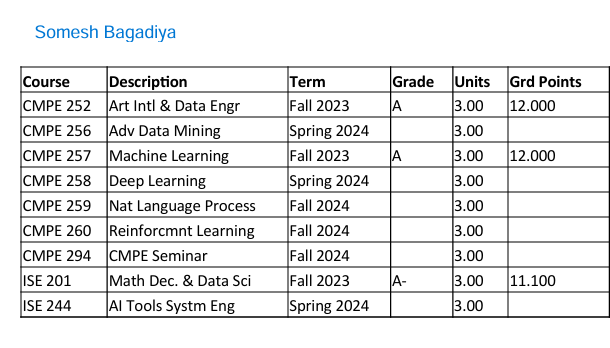 Somesh Bagadiya
Course Description Term Grade Units Grd Points
CMPE 252 Art Intl & Data Engr Fall 2023 A 3.00 12.000
CMPE 256 Adv Data Mining Spring 2024 3.00
CMPE 257 Machine Learning Fall 2023 A 3.00 12.000
CMPE 258 Deep Learning Spring 2024 3.00
CMPE 259 Nat Language Process Fall 2024 3.00
CMPE 260 Reinforcmnt Learning Fall 2024 3.00
CMPE 294 CMPE Seminar Fall 2024 3.00
ISE 201 Math Dec. & Data Sci Fall 2023 A- 3.00 11.100
ISE 244 AI Tools Systm Eng Spring 2024 3.00